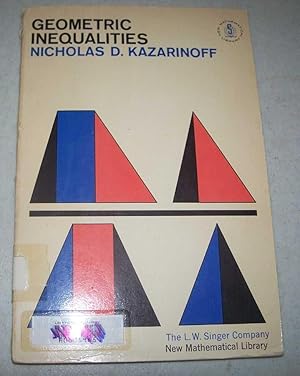 GEOMETRIC
INEQUALITIES
NICHOLAS D. KAZARINOFF
The L.W. Singer Company
New Mathematical Library